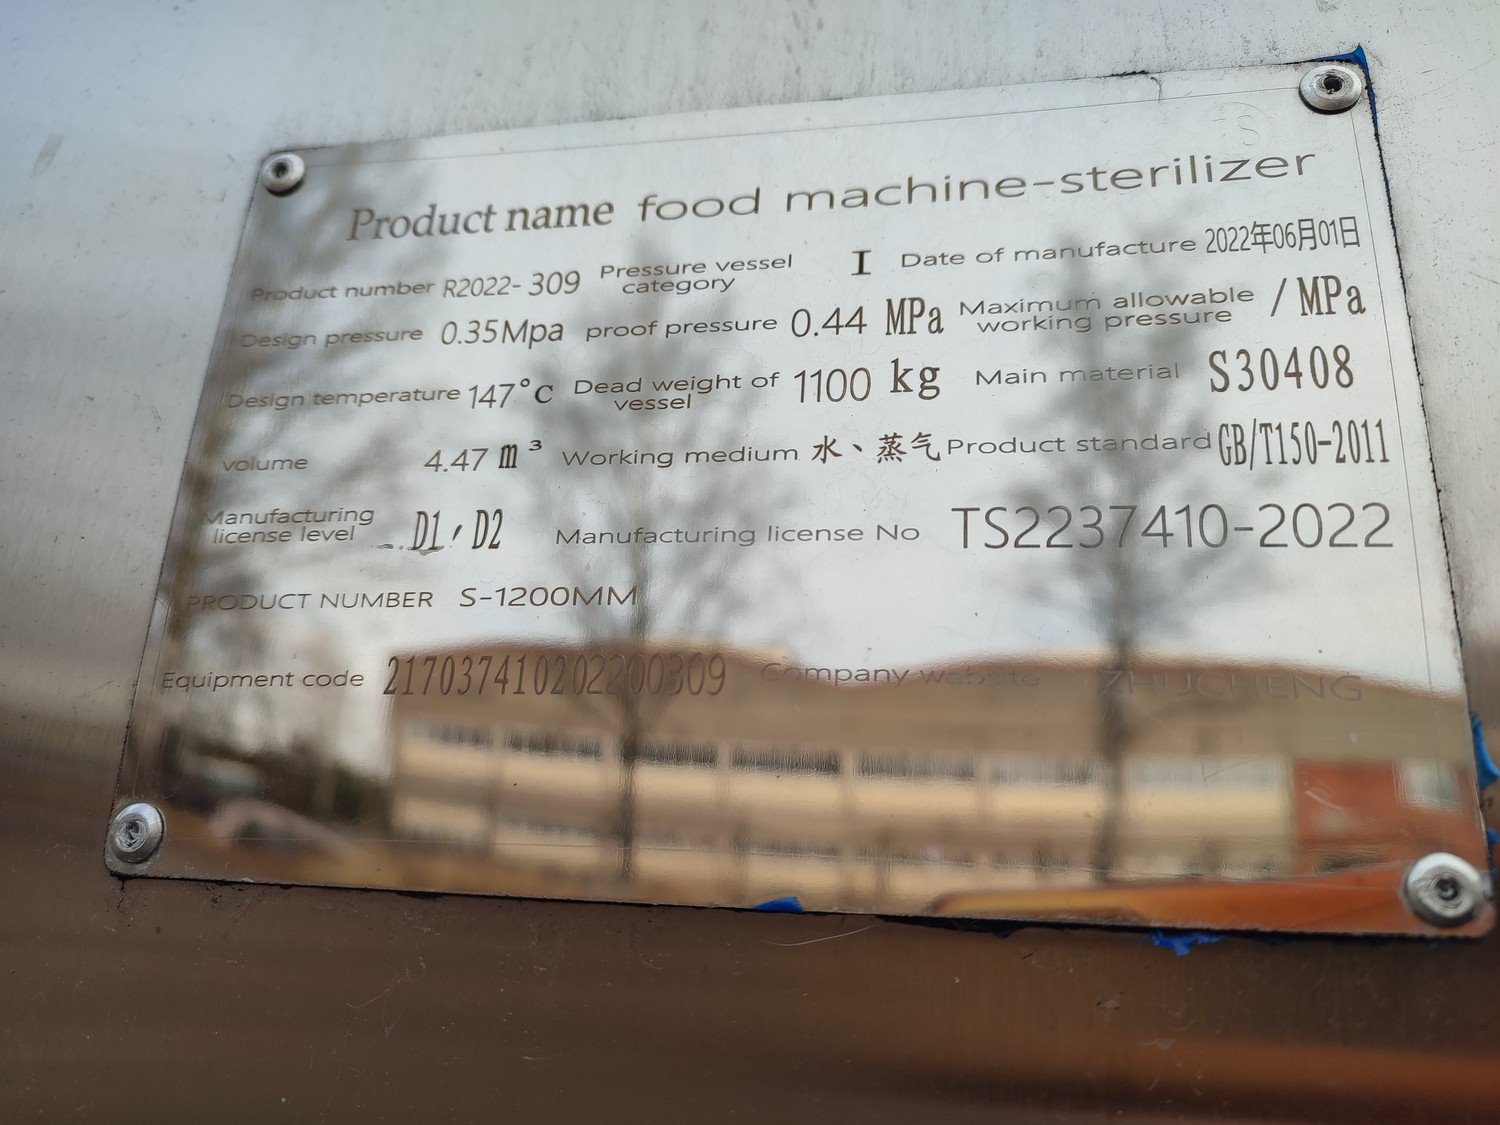 Product name food machine-sterilizer
Product number R2022-309 Pressure vessel category I Date of manufacture 2022年06月01日
Design pressure 0.35Mpa proof pressure 0.44 MPa Maximum allowable working pressure / MPa
Design temperature 147°C Dead weight of vessel 1100 kg Main material S30408
volume 4.47 m³ Working medium 水、蒸气 Product standard GB/T150-2011
Manufacturing license level D1, D2 Manufacturing license No TS2237410-2022
PRODUCT NUMBER S-1200MM
Equipment code 217037410202200309 Company website ZHUCHENG